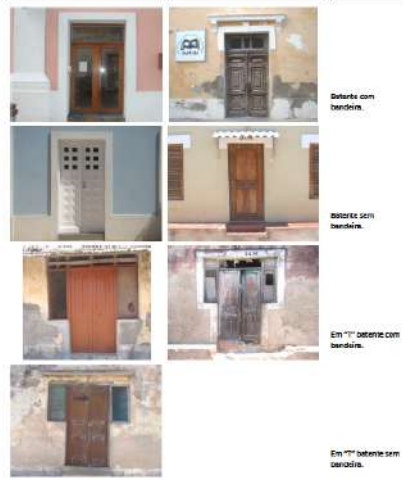 Batente com
bandeira.
Batente sem
bandeira.
Em "T" batente com
bandeira.
Em "T" batente sem
bandeira.